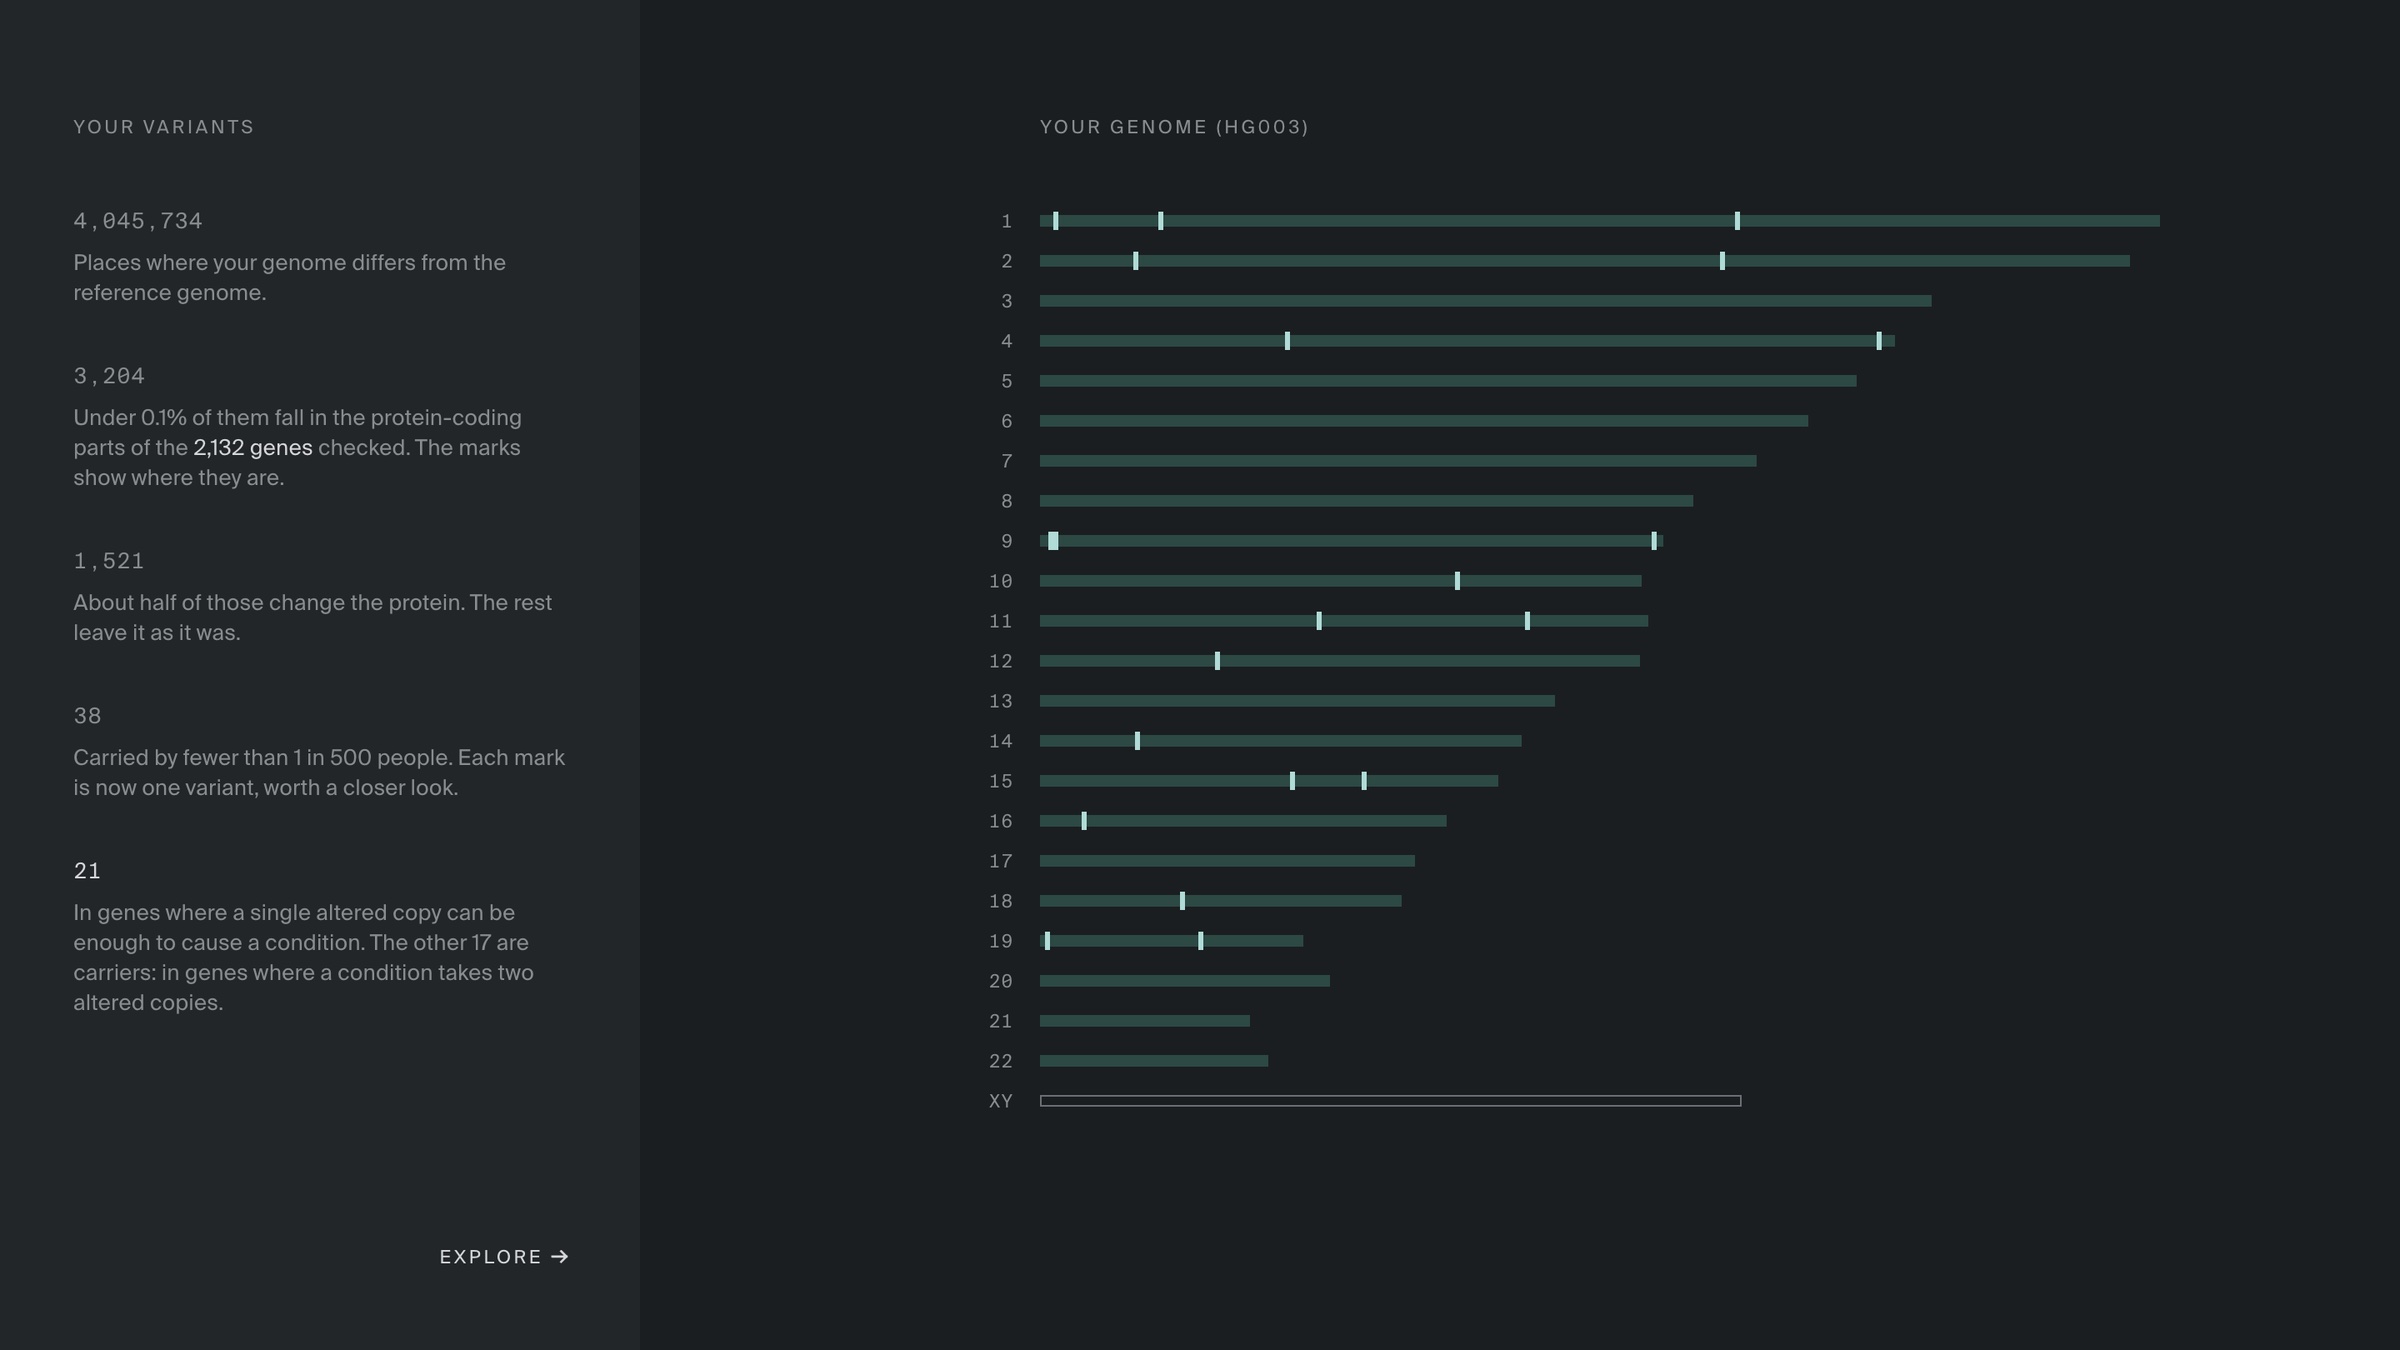 YOUR VARIANTS
4,045,734
Places where your genome differs from the
reference genome.
3,204
Under 0.1% of them fall in the protein-coding
parts of the 2,132 genes checked. The marks
show where they are.
1,521
About half of those change the protein. The rest
leave it as it was.
38
Carried by fewer than 1 in 500 people. Each mark
is now one variant, worth a closer look.
21
In genes where a single altered copy can be
enough to cause a condition. The other 17 are
carriers: in genes where a condition takes two
altered copies.
EXPLORE →
YOUR GENOME (HG003)
1
2
3
4
5
6
7
8
9
10
11
12
13
14
15
16
17
18
19
20
21
22
XY